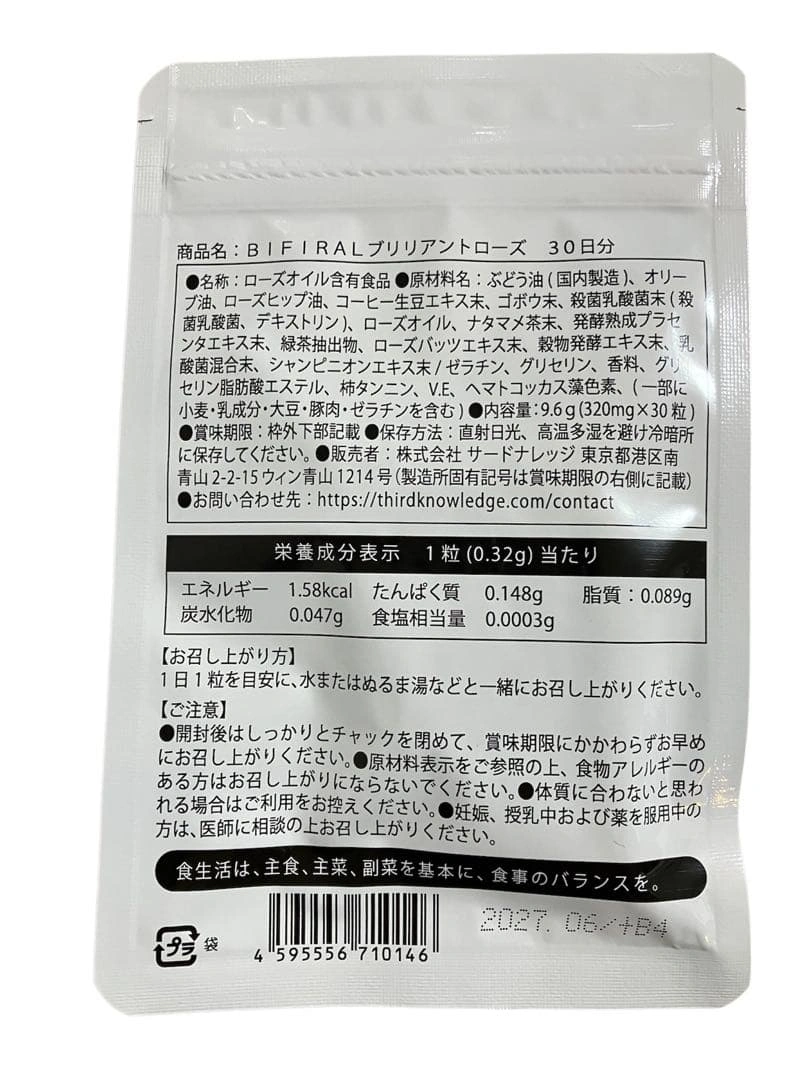 商品名：ＢＩＦＩＲＡＬブリリアントローズ　３０日分
●名称：ローズオイル含有食品 ●原材料名：ぶどう油(国内製造)、オリー
ブ油、ローズヒップ油、コーヒー生豆エキス末、ゴボウ末、殺菌乳酸菌末(殺
菌乳酸菌、デキストリン)、ローズオイル、ナタマメ茶末、発酵熟成プラセ
ンタエキス末、緑茶抽出物、ローズバッツエキス末、穀物発酵エキス末、乳
酸菌混合末、シャンピニオンエキス末/ゼラチン、グリセリン、香料、グリ
セリン脂肪酸エステル、柿タンニン、V.E、ヘマトコッカス藻色素、(一部に
小麦・乳成分・大豆・豚肉・ゼラチンを含む) ●内容量：9.6g(320mg×30粒)
●賞味期限：枠外下部記載 ●保存方法：直射日光、高温多湿を避け冷暗所
に保存してください。●販売者：株式会社 サードナレッジ 東京都港区南
青山2-2-15ウィン青山1214号(製造所固有記号は賞味期限の右側に記載)
●お問い合わせ先：https://thirdknowledge.com/contact
栄養成分表示　1粒(0.32g)当たり
エネルギー 1.58kcal たんぱく質 0.148g 脂質：0.089g
炭水化物 0.047g 食塩相当量 0.0003g
【お召し上がり方】
1日1粒を目安に、水またはぬるま湯などと一緒にお召し上がりください。
【ご注意】
●開封後はしっかりとチャックを閉めて、賞味期限にかかわらずお早め
にお召し上がりください。●原材料表示をご参照の上、食物アレルギーの
ある方はお召し上がりにならないでください。●体質に合わないと思わ
れる場合はご利用をお控えください。●妊娠、授乳中および薬を服用中の
方は、医師に相談の上お召し上がりください。
食生活は、主食、主菜、副菜を基本に、食事のバランスを。
プラ 袋
4 595556 710146
2027. 06/+B4